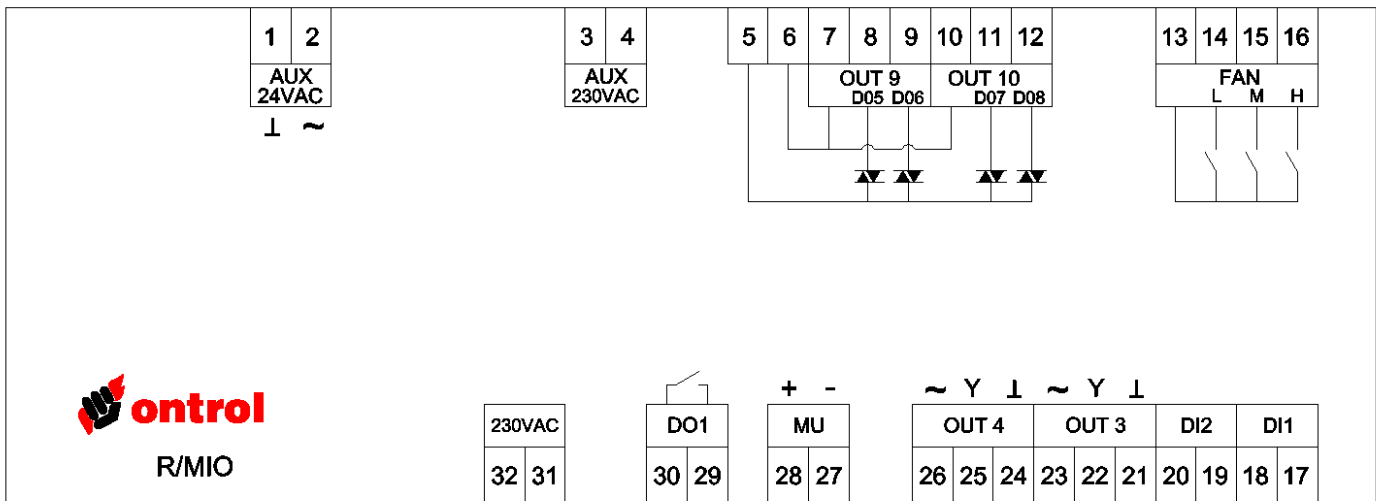 1 2 3 4 5 6 7 8 9 10 11 12 13 14 15 16
AUX AUX OUT 9 OUT 10 FAN
24VAC 230VAC D05 D06 D07 D08 L M H
⊥ ~
+ - ~ Y ⊥ ~ Y ⊥
ontrol
230VAC DO1 MU OUT 4 OUT 3 DI2 DI1
R/MIO
32 31 30 29 28 27 26 25 24 23 22 21 20 19 18 17